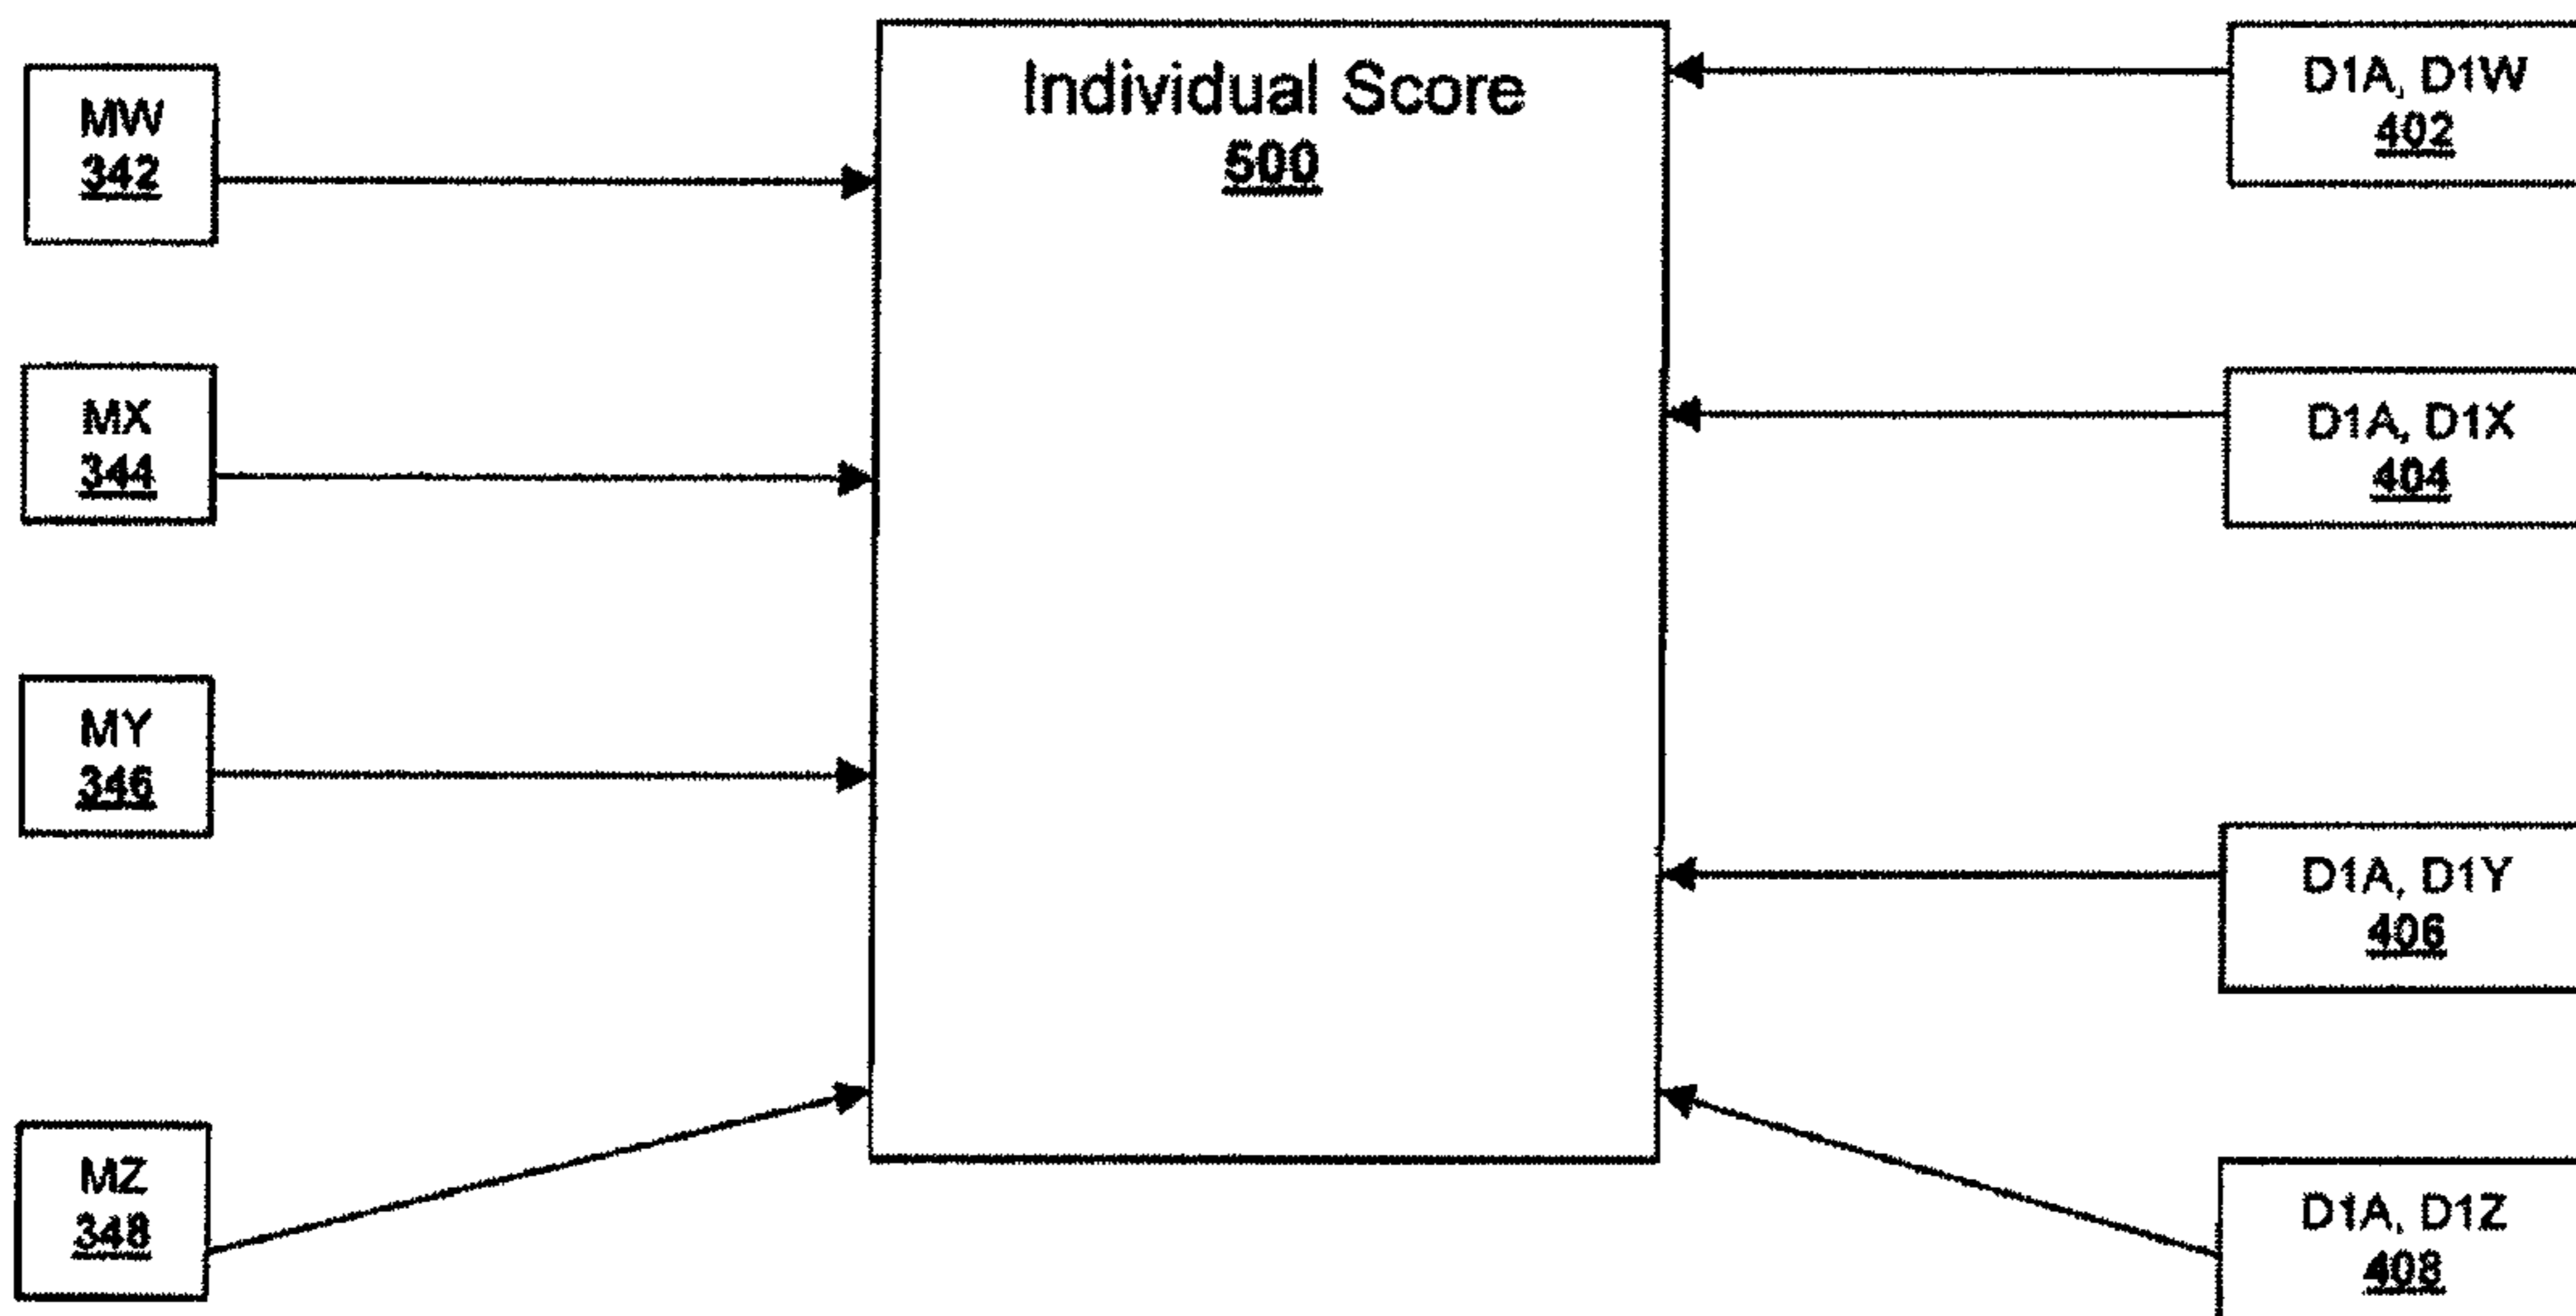 MW
342
MX
344
MY
346
MZ
348
Individual Score
500
D1A, D1W
402
D1A, D1X
404
D1A, D1Y
406
D1A, D1Z
408